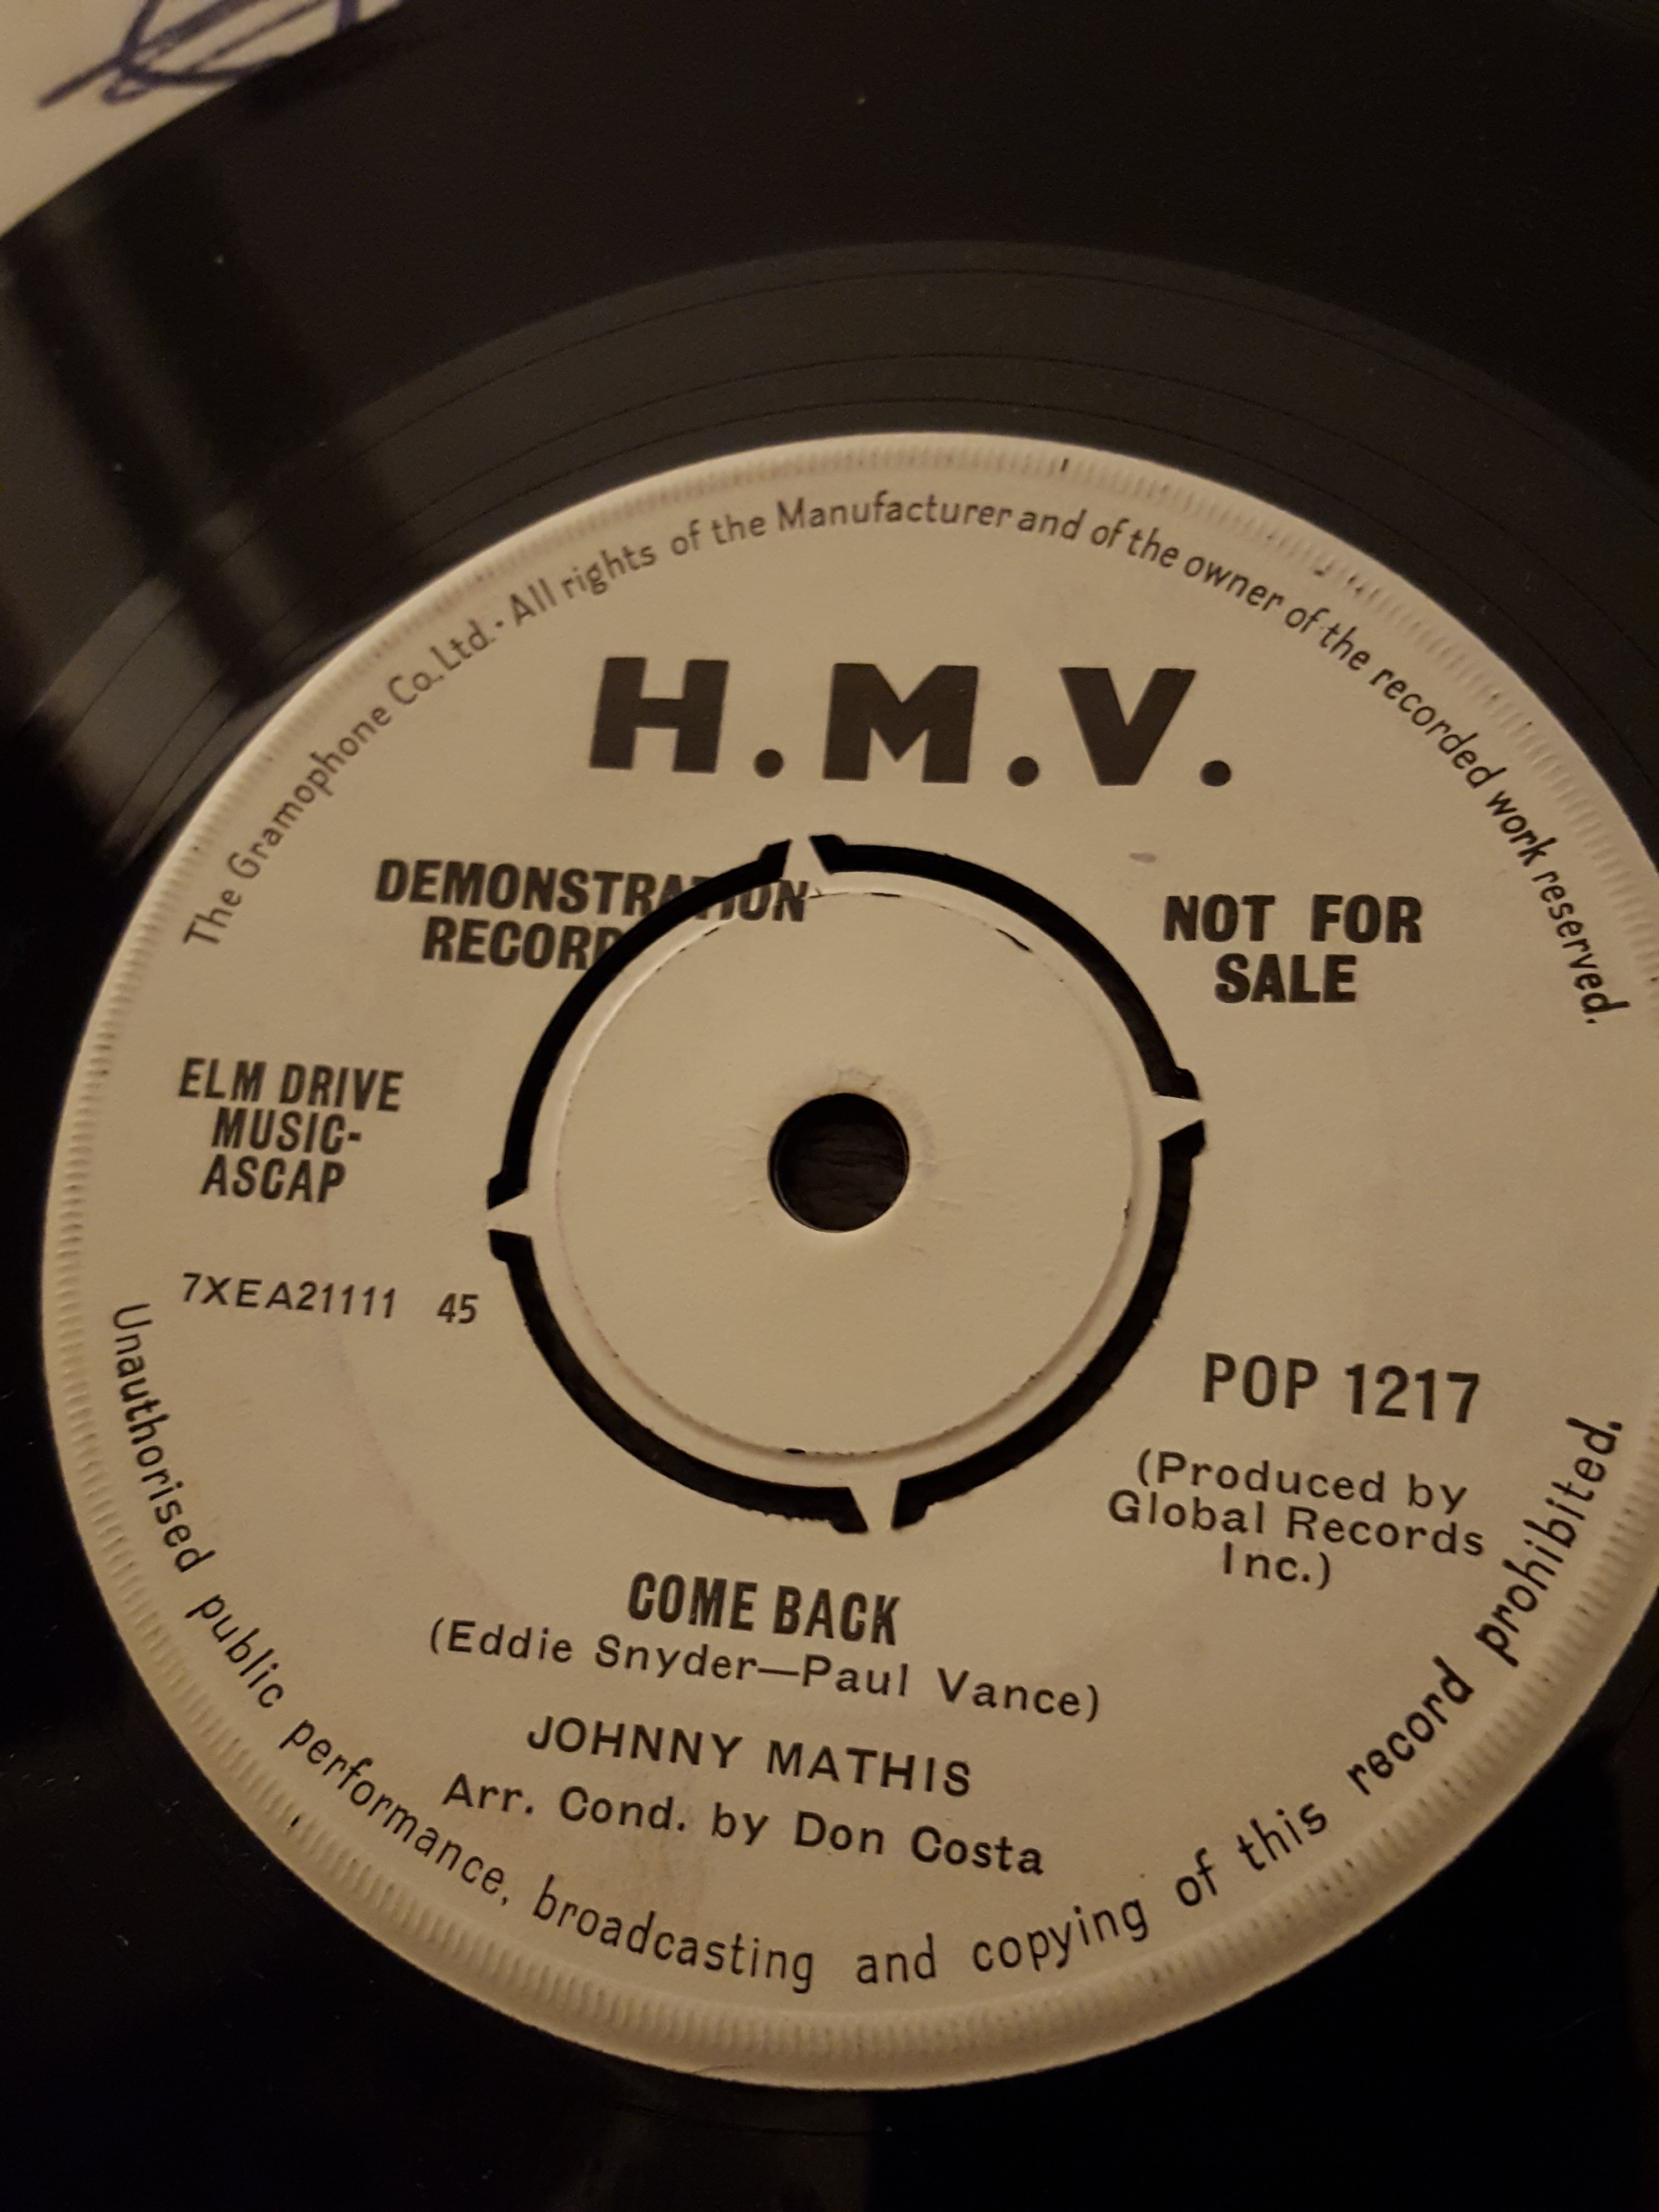 The Gramophone Co. Ltd. · All rights of the Manufacturer and of the owner of the recorded work reserved.
H.M.V.
DEMONSTRATION
RECORD
NOT FOR
SALE
ELM DRIVE
MUSIC-
ASCAP
7XEA21111 45
POP 1217
(Produced by
Global Records
Inc.)
COME BACK
(Eddie Snyder—Paul Vance)
JOHNNY MATHIS
Arr. Cond. by Don Costa
Unauthorised public performance, broadcasting and copying of this record prohibited.